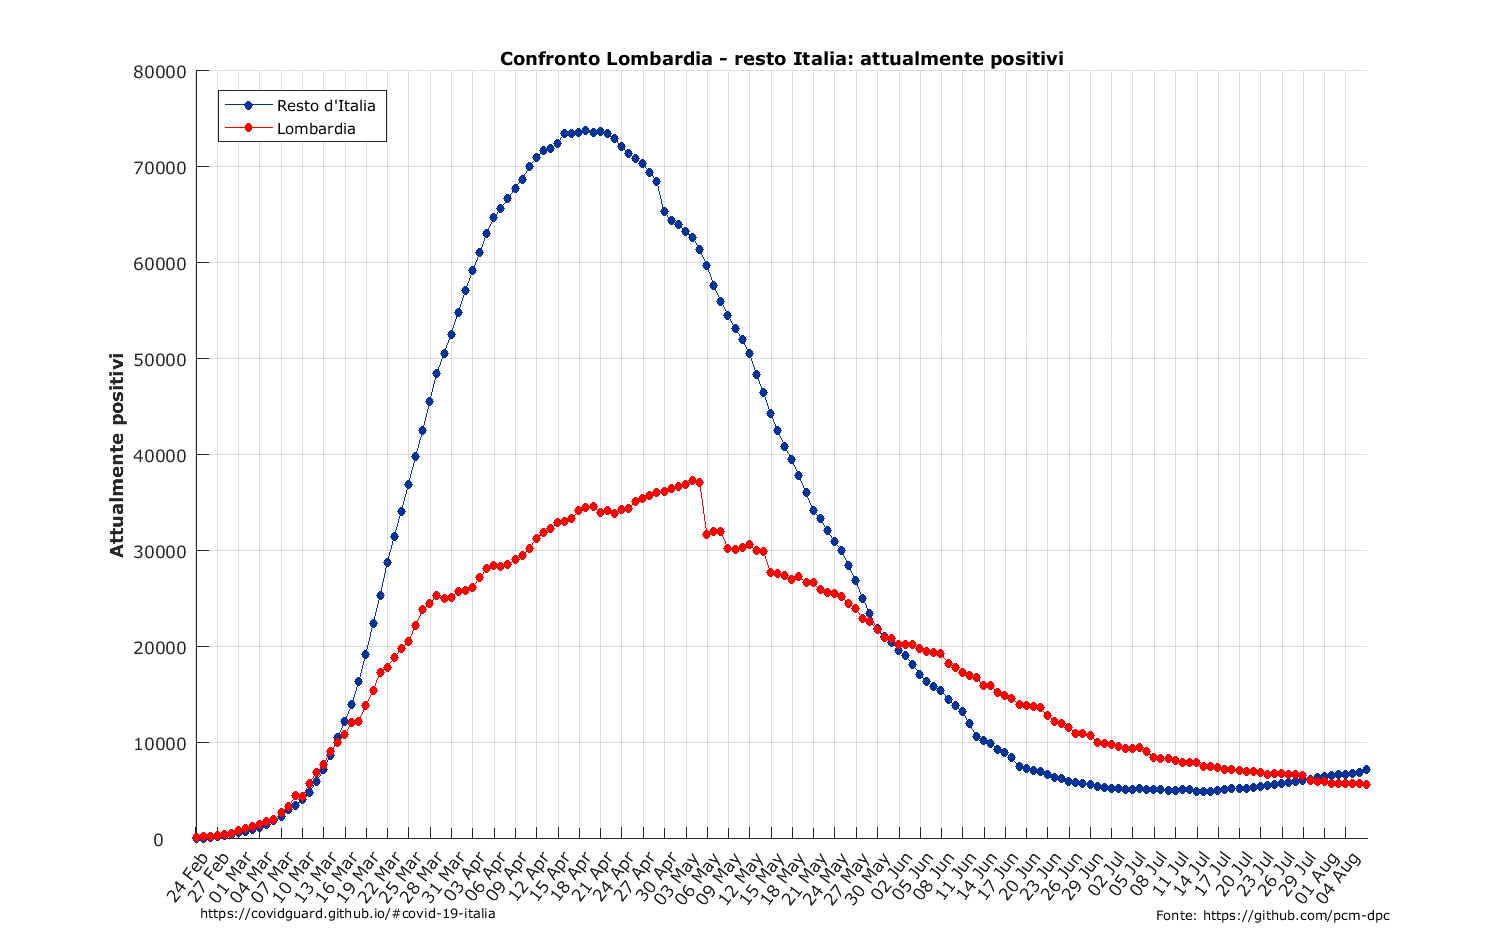 Confronto Lombardia - resto Italia: attualmente positivi
80000
70000
60000
50000
40000
30000
20000
10000
0
Attualmente positivi
Resto d'Italia
Lombardia
24 Feb
27 Feb
01 Mar
04 Mar
07 Mar
10 Mar
13 Mar
16 Mar
19 Mar
22 Mar
25 Mar
28 Mar
31 Mar
03 Apr
06 Apr
09 Apr
12 Apr
15 Apr
18 Apr
21 Apr
24 Apr
27 Apr
30 Apr
03 May
06 May
09 May
12 May
15 May
18 May
21 May
24 May
27 May
30 May
02 Jun
05 Jun
08 Jun
11 Jun
14 Jun
17 Jun
20 Jun
23 Jun
26 Jun
29 Jun
02 Jul
05 Jul
08 Jul
11 Jul
14 Jul
17 Jul
20 Jul
23 Jul
26 Jul
29 Jul
01 Aug
04 Aug
https://covidguard.github.io/#covid-19-italia
Fonte: https://github.com/pcm-dpc